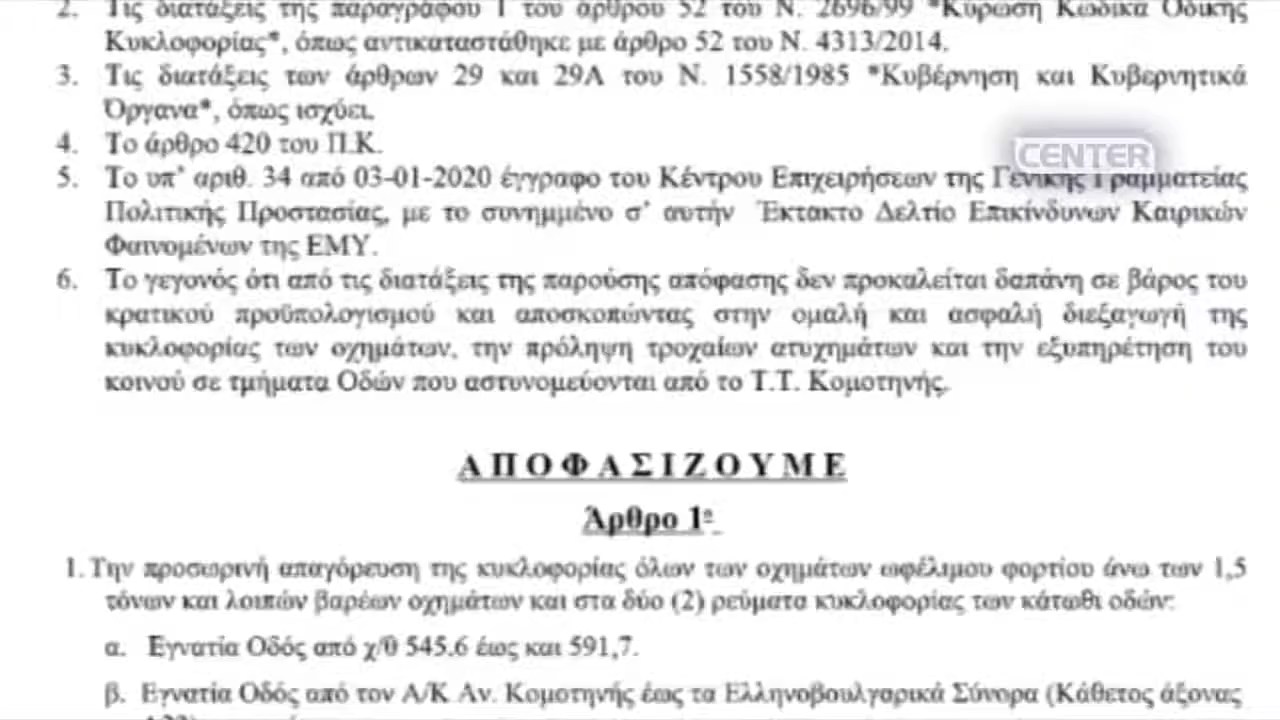 2. Τις διατάξεις της παραγράφου 1 του άρθρου 52 του Ν. 2696/99 *Κύρωση Κώδικα Οδικής
Κυκλοφορίας*, όπως αντικαταστάθηκε με άρθρο 52 του Ν. 4313/2014.
3. Τις διατάξεις των άρθρων 29 και 29Α του Ν. 1558/1985 *Κυβέρνηση και Κυβερνητικά
Όργανα*, όπως ισχύει.
4. Το άρθρο 420 του Π.Κ.
CENTER
5. Το υπ’ αριθ. 34 από 03-01-2020 έγγραφο του Κέντρου Επιχειρήσεων της Γενικής Γραμματείας
Πολιτικής Προστασίας, με το συνημμένο σ’ αυτήν Έκτακτο Δελτίο Επικίνδυνων Καιρικών
Φαινομένων της ΕΜΥ.
6. Το γεγονός ότι από τις διατάξεις της παρούσης απόφασης δεν προκαλείται δαπάνη σε βάρος του
κρατικού προϋπολογισμού και αποσκοπώντας στην ομαλή και ασφαλή διεξαγωγή της
κυκλοφορίας των οχημάτων, την πρόληψη τροχαίων ατυχημάτων και την εξυπηρέτηση του
κοινού σε τμήματα Οδών που αστυνομεύονται από το Τ.Τ. Κομοτηνής.
Α Π Ο Φ Α Σ Ι Ζ Ο Υ Μ Ε
Άρθρο 1º
1. Την προσωρινή απαγόρευση της κυκλοφορίας όλων των οχημάτων ωφέλιμου φορτίου άνω των 1,5
τόνων και λοιπών βαρέων οχημάτων και στα δύο (2) ρεύματα κυκλοφορίας των κάτωθι οδών:
α. Εγνατία Οδός από χ/θ 545,6 έως και 591,7.
β. Εγνατία Οδός από τον Α/Κ Αν. Κομοτηνής έως τα Ελληνοβουλγαρικά Σύνορα (Κάθετος άξονας